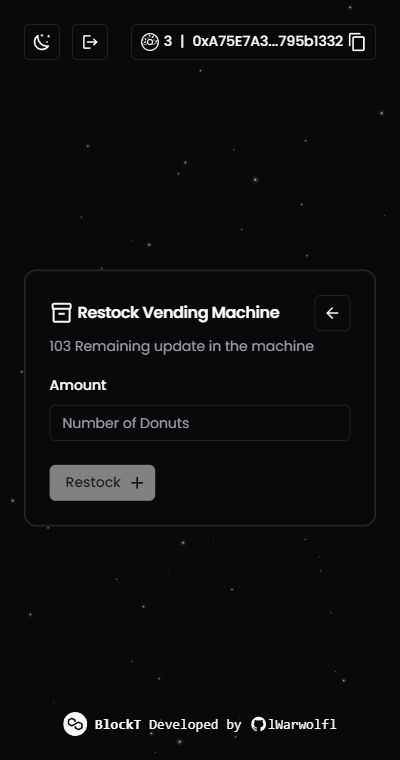 3 | 0xA75E7A3...795b1332
Restock Vending Machine
103 Remaining update in the machine
Amount
Number of Donuts
Restock +
BlockT Developed by lWarwolfl